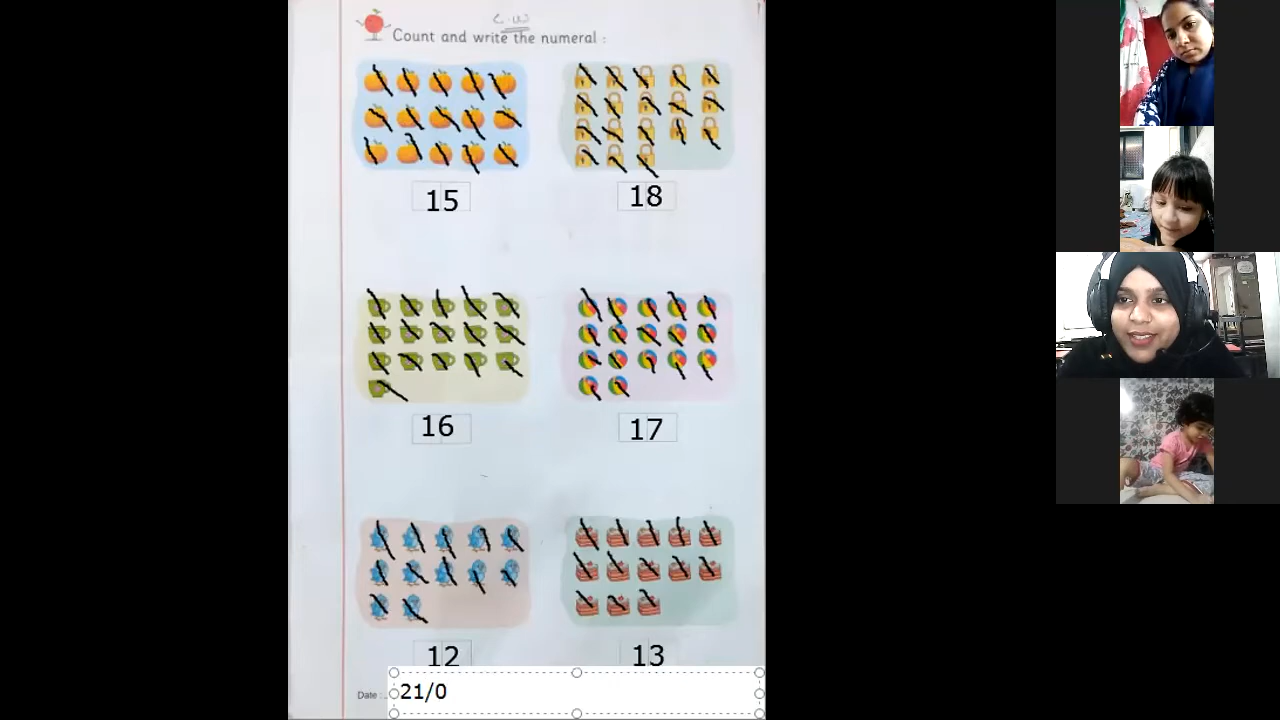 C.W
Count and write the numeral :
15
18
16
17
12
13
Date :
21/0